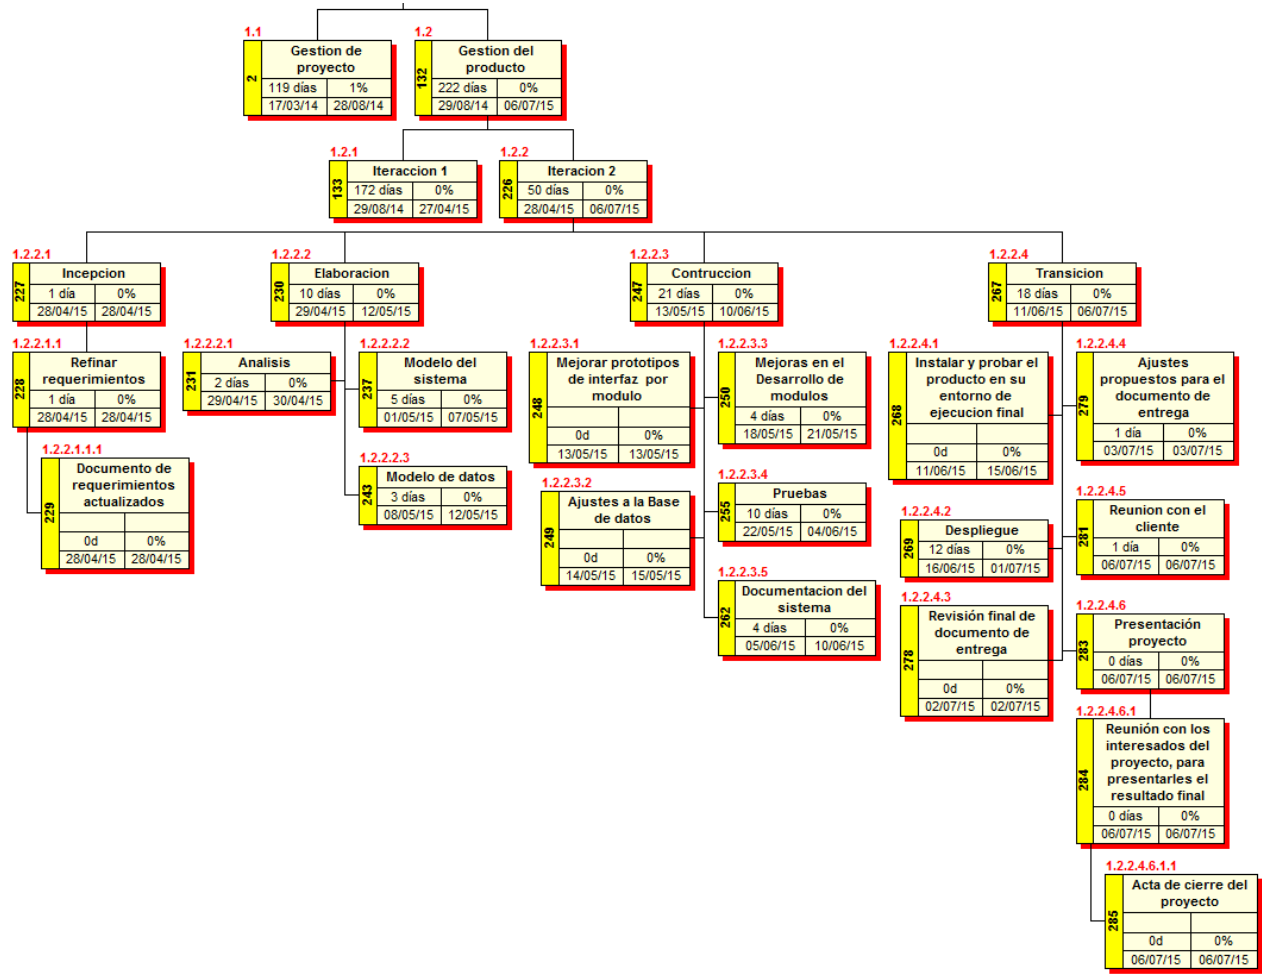 1.1
2
Gestion de
proyecto
119 días 1%
17/03/14 28/08/14
1.2
132
Gestion del
producto
222 días 0%
29/08/14 06/07/15
1.2.1
133
Iteraccion 1
172 días 0%
29/08/14 27/04/15
1.2.2
226
Iteracion 2
50 días 0%
28/04/15 06/07/15
1.2.2.1
227
Incepcion
1 día 0%
28/04/15 28/04/15
1.2.2.1.1
228
Refinar
requerimientos
1 día 0%
28/04/15 28/04/15
1.2.2.1.1.1
229
Documento de
requerimientos
actualizados
0d 0%
28/04/15 28/04/15
1.2.2.2
230
Elaboracion
10 días 0%
29/04/15 12/05/15
1.2.2.2.1
231
Analisis
2 días 0%
29/04/15 30/04/15
1.2.2.2.2
237
Modelo del
sistema
5 días 0%
01/05/15 07/05/15
1.2.2.2.3
243
Modelo de datos
3 días 0%
08/05/15 12/05/15
1.2.2.3
247
Contruccion
21 días 0%
13/05/15 10/06/15
1.2.2.3.1
248
Mejorar prototipos
de interfaz por
modulo
0d 0%
13/05/15 13/05/15
1.2.2.3.2
249
Ajustes a la Base
de datos
0d 0%
14/05/15 15/05/15
1.2.2.3.3
250
Mejoras en el
Desarrollo de
modulos
4 días 0%
18/05/15 21/05/15
1.2.2.3.4
255
Pruebas
10 días 0%
22/05/15 04/06/15
1.2.2.3.5
262
Documentacion del
sistema
4 días 0%
05/06/15 10/06/15
1.2.2.4
267
Transicion
18 días 0%
11/06/15 06/07/15
1.2.2.4.1
268
Instalar y probar el
producto en su
entorno de
ejecucion final
0d 0%
11/06/15 15/06/15
1.2.2.4.2
269
Despliegue
12 días 0%
16/06/15 01/07/15
1.2.2.4.3
278
Revisión final de
documento de
entrega
0d 0%
02/07/15 02/07/15
1.2.2.4.4
279
Ajustes
propuestos para el
documento de
entrega
1 día 0%
03/07/15 03/07/15
1.2.2.4.5
281
Reunion con el
cliente
1 día 0%
06/07/15 06/07/15
1.2.2.4.6
283
Presentación
proyecto
0 días 0%
06/07/15 06/07/15
1.2.2.4.6.1
284
Reunión con los
interesados del
proyecto, para
presentarles el
resultado final
0 días 0%
06/07/15 06/07/15
1.2.2.4.6.1.1
285
Acta de cierre del
proyecto
0d 0%
06/07/15 06/07/15